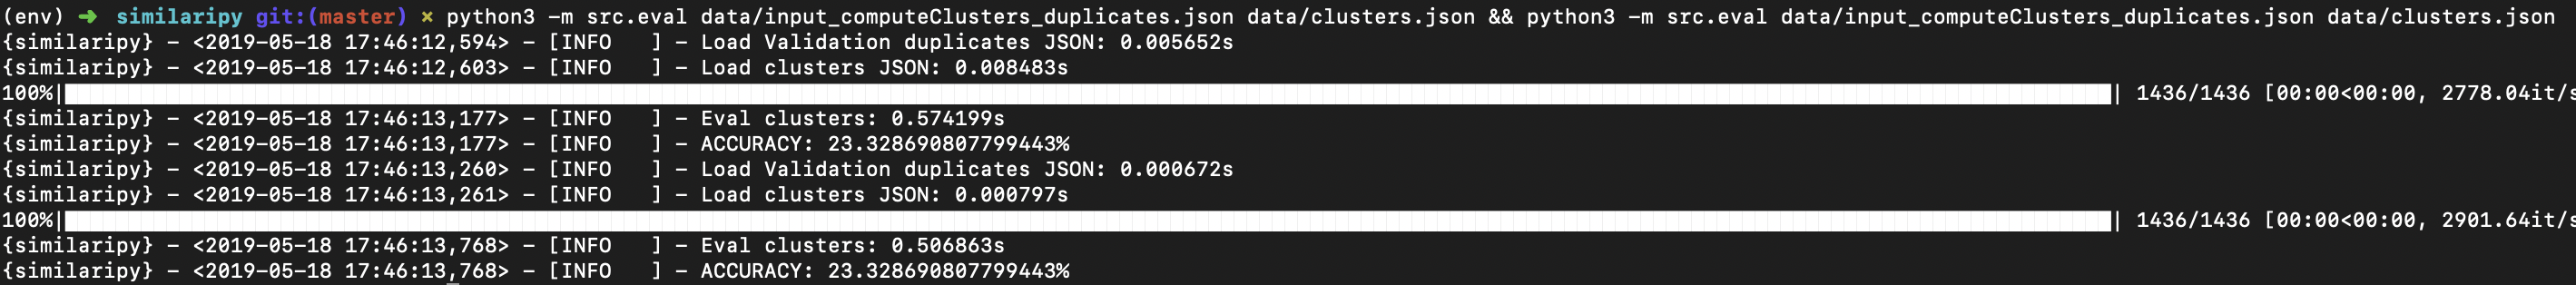 (env) ➜ similaripy git:(master) × python3 -m src.eval data/input_computeClusters_duplicates.json data/clusters.json && python3 -m src.eval data/input_computeClusters_duplicates.json data/clusters.json
{similaripy} - <2019-05-18 17:46:12,594> - [INFO   ] - Load Validation duplicates JSON: 0.005652s
{similaripy} - <2019-05-18 17:46:12,603> - [INFO   ] - Load clusters JSON: 0.008483s
100%|██████████| 1436/1436 [00:00<00:00, 2778.04it/s
{similaripy} - <2019-05-18 17:46:13,177> - [INFO   ] - Eval clusters: 0.574199s
{similaripy} - <2019-05-18 17:46:13,177> - [INFO   ] - ACCURACY: 23.328690807799443%
{similaripy} - <2019-05-18 17:46:13,260> - [INFO   ] - Load Validation duplicates JSON: 0.000672s
{similaripy} - <2019-05-18 17:46:13,261> - [INFO   ] - Load clusters JSON: 0.000797s
100%|██████████| 1436/1436 [00:00<00:00, 2901.64it/s
{similaripy} - <2019-05-18 17:46:13,768> - [INFO   ] - Eval clusters: 0.506863s
{similaripy} - <2019-05-18 17:46:13,768> - [INFO   ] - ACCURACY: 23.328690807799443%